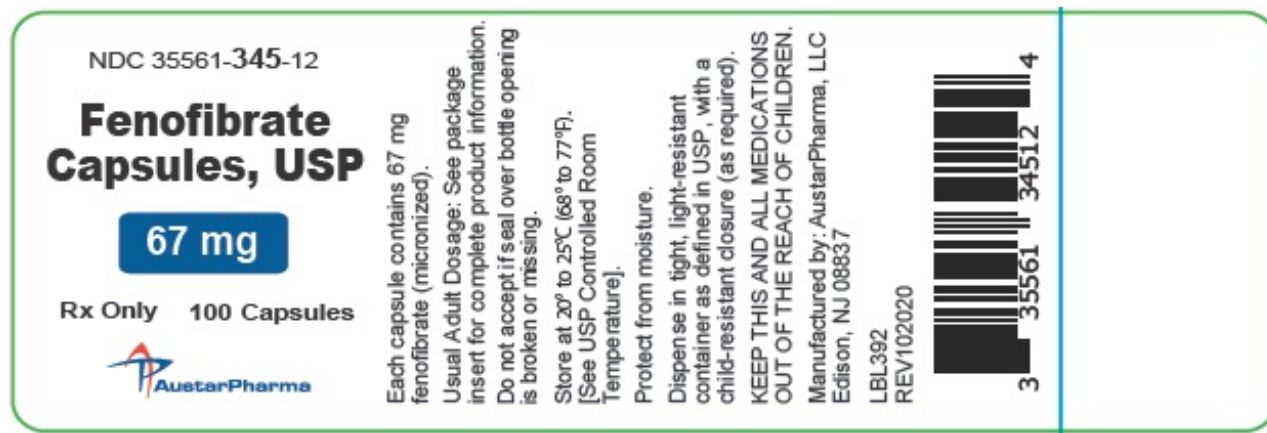 NDC 35561-345-12
Fenofibrate
Capsules, USP
67 mg
Rx Only 100 Capsules
AustarPharma
Each capsule contains 67 mg
fenofibrate (micronized).
Usual Adult Dosage: See package
insert for complete product information.
Do not accept if seal over bottle opening
is broken or missing.
Store at 20° to 25°C (68° to 77°F).
[See USP Controlled Room
Temperature].
Protect from moisture.
Dispense in tight, light-resistant
container as defined in USP, with a
child-resistant closure (as required).
KEEP THIS AND ALL MEDICATIONS
OUT OF THE REACH OF CHILDREN.
Manufactured by: AustarPharma, LLC
Edison, NJ 08837
LBL392
REV102020
3 35561 34512 4